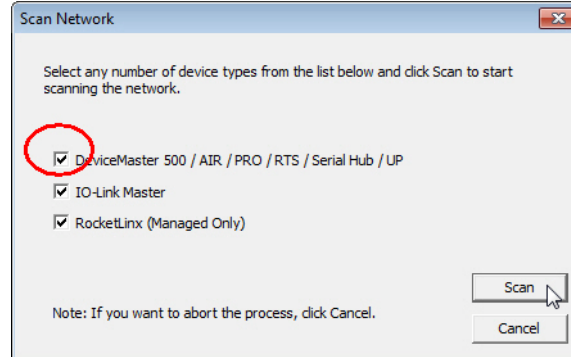 Scan Network
Select any number of device types from the list below and click Scan to start
scanning the network.
DeviceMaster 500 / AIR / PRO / RTS / Serial Hub / UP
IO-Link Master
RocketLinx (Managed Only)
Scan
Note: If you want to abort the process, click Cancel.
Cancel